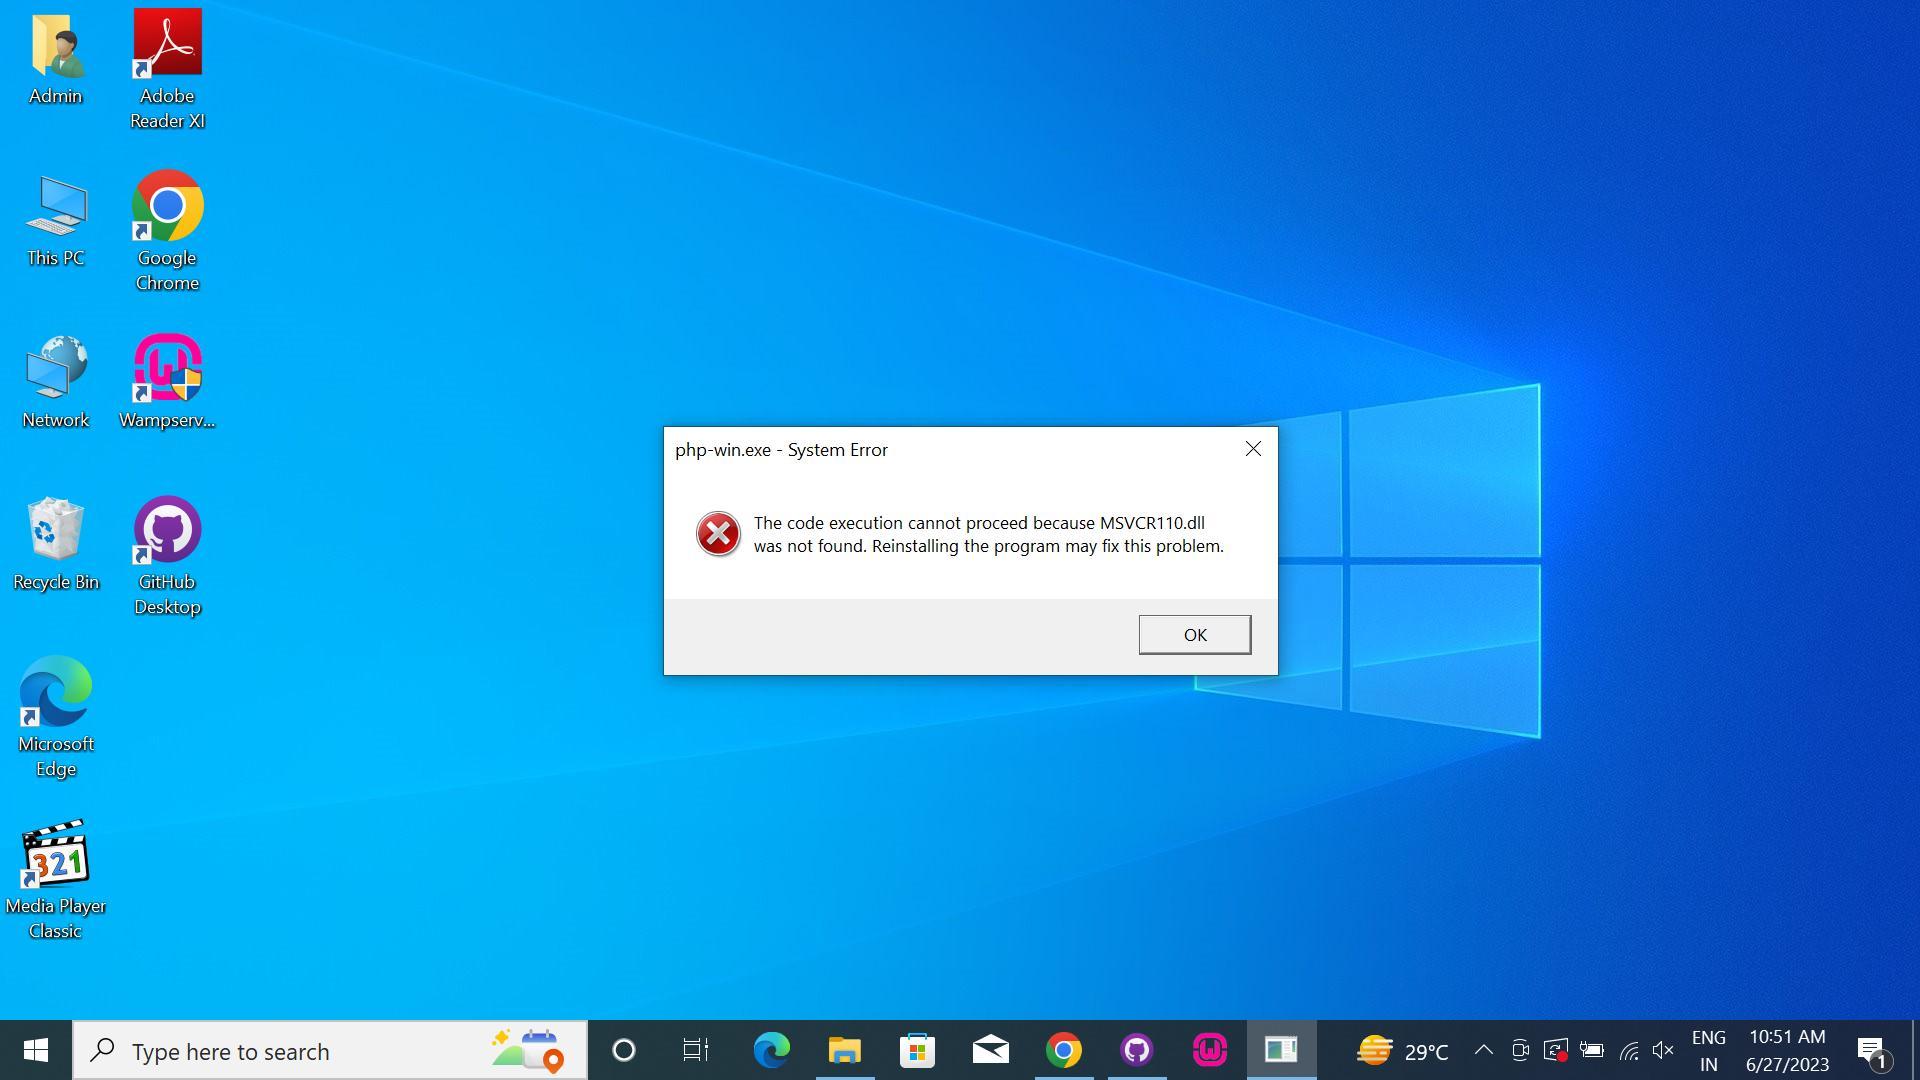 Admin
Adobe
Reader XI
This PC
Google
Chrome
Network
Wampserv...
Recycle Bin
GitHub
Desktop
Microsoft
Edge
321
Media Player
Classic
php-win.exe - System Error
The code execution cannot proceed because MSVCR110.dll
was not found. Reinstalling the program may fix this problem.
OK
Type here to search
29°C
ENG
IN
10:51 AM
6/27/2023
1